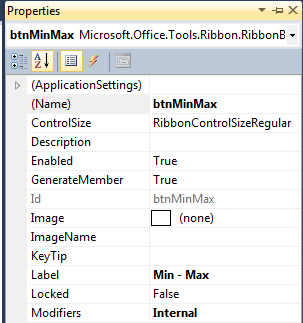 Properties
btnMinMax Microsoft.Office.Tools.Ribbon.RibbonB
(ApplicationSettings)
(Name) btnMinMax
ControlSize RibbonControlSizeRegular
Description
Enabled True
GenerateMember True
Id btnMinMax
Image (none)
ImageName
KeyTip
Label Min - Max
Locked False
Modifiers Internal